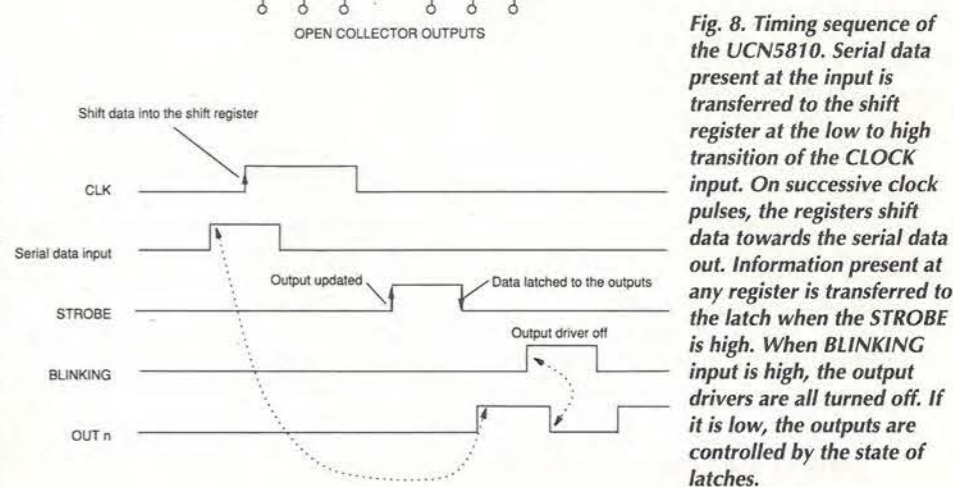 OPEN COLLECTOR OUTPUTS
Shift data into the shift register
CLK
Serial data input
Output updated
Data latched to the outputs
STROBE
Output driver off
BLINKING
OUT n
Fig. 8. Timing sequence of
the UCN5810. Serial data
present at the input is
transferred to the shift
register at the low to high
transition of the CLOCK
input. On successive clock
pulses, the registers shift
data towards the serial data
out. Information present at
any register is transferred to
the latch when the STROBE
is high. When BLINKING
input is high, the output
drivers are all turned off. If
it is low, the outputs are
controlled by the state of
latches.